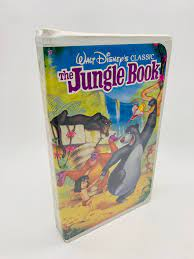 WALT DISNEY'S CLASSIC
The Jungle Book